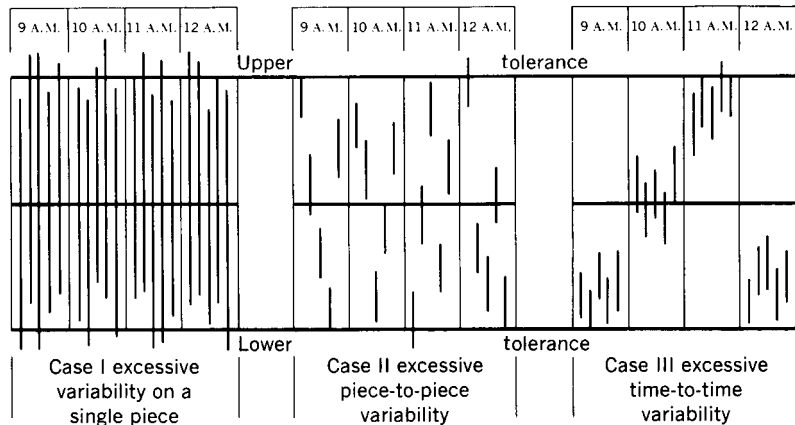 9 A.M. 10 A.M. 11 A.M. 12 A.M. 9 A.M. 10 A.M. 11 A.M. 12 A.M. 9 A.M. 10 A.M. 11 A.M. 12 A.M.
Upper tolerance
Lower tolerance
Case I excessive
variability on a
single piece
Case II excessive
piece-to-piece
variability
Case III excessive
time-to-time
variability